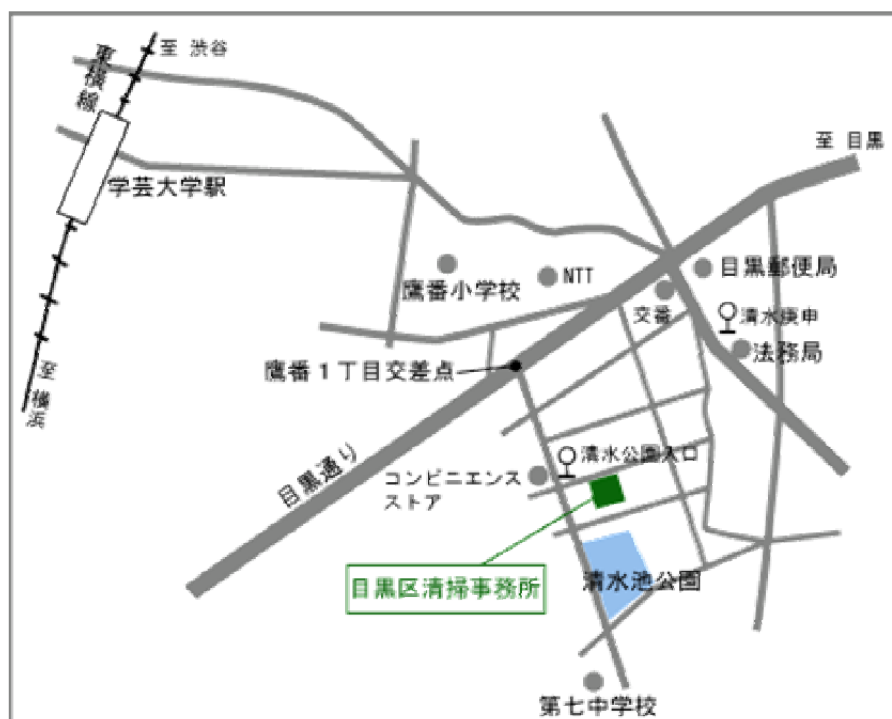 至 渋谷
東横線
至 目黒
学芸大学駅
鷹番小学校
NTT
目黒郵便局
交番
清水庚申
法務局
鷹番1丁目交差点
至 横浜
目黒通り
コンビニエンス
ストア
清水公園入口
目黒区清掃事務所
清水池公園
第七中学校